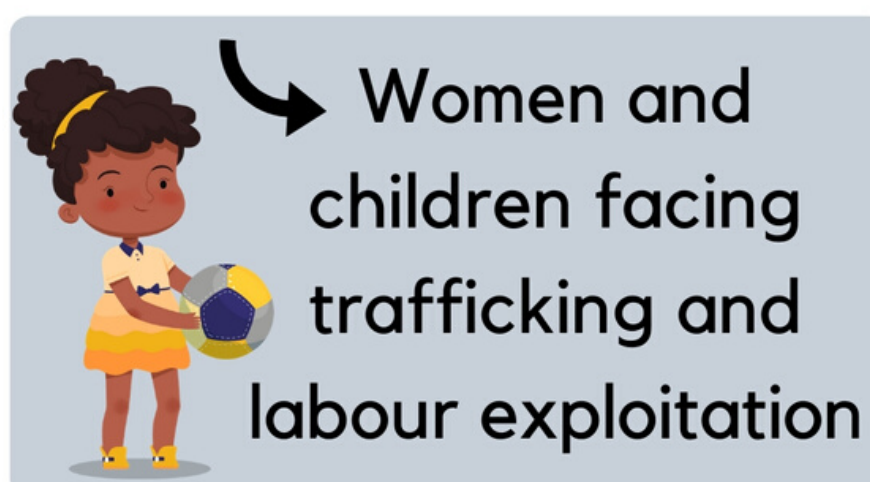 Women and
children facing
trafficking and
labour exploitation